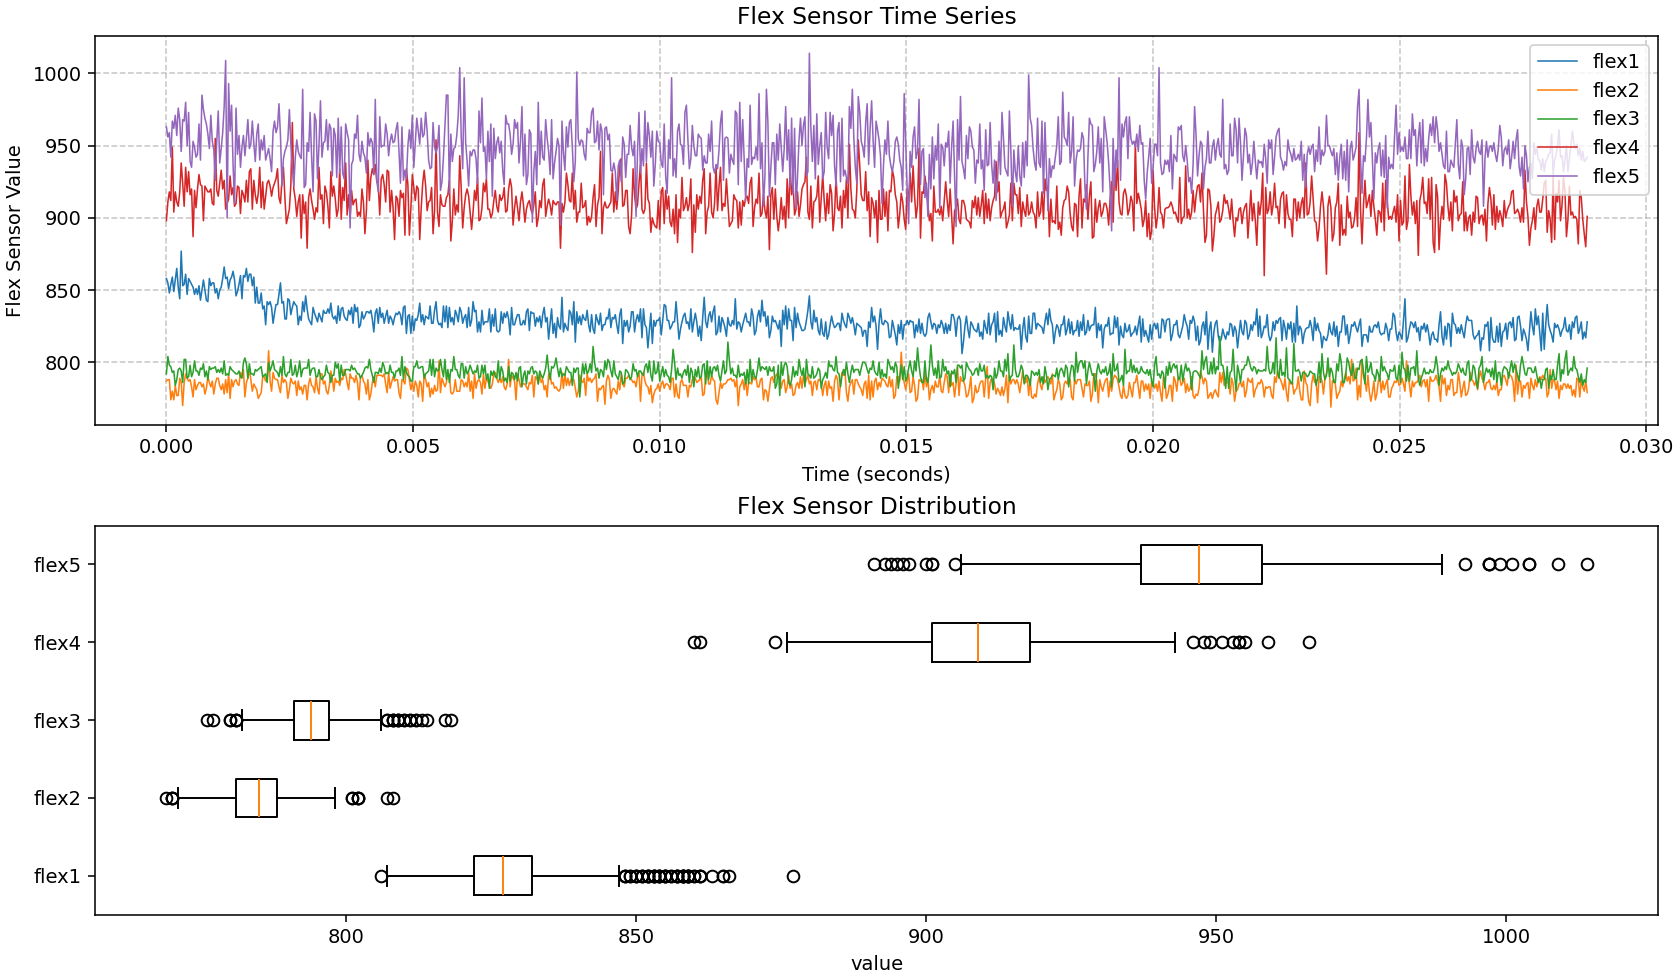 Flex Sensor Time Series
Flex Sensor Value
1000
950
900
850
800
flex1
flex2
flex3
flex4
flex5
0.000 0.005 0.010 0.015 0.020 0.025 0.030
Time (seconds)
Flex Sensor Distribution
flex5
flex4
flex3
flex2
flex1
800 850 900 950 1000
value